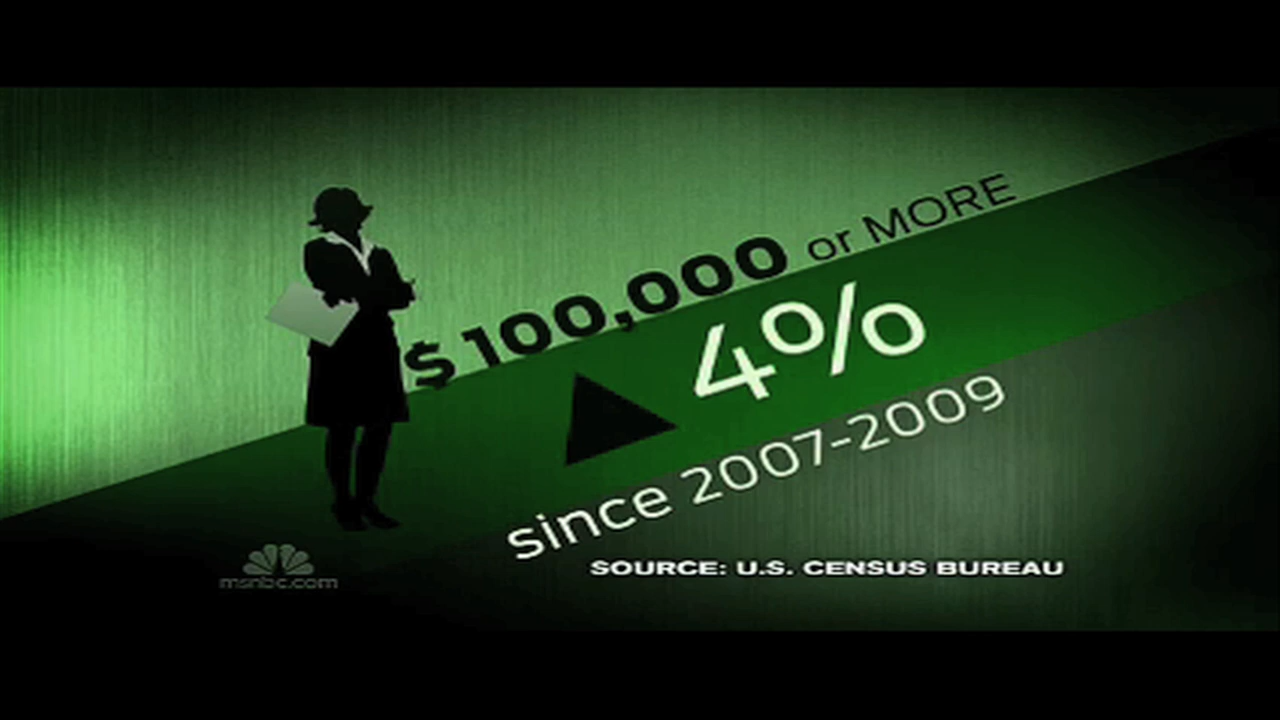 $100,000 or MORE
4%
since 2007-2009
SOURCE: U.S. CENSUS BUREAU
msnbc.com